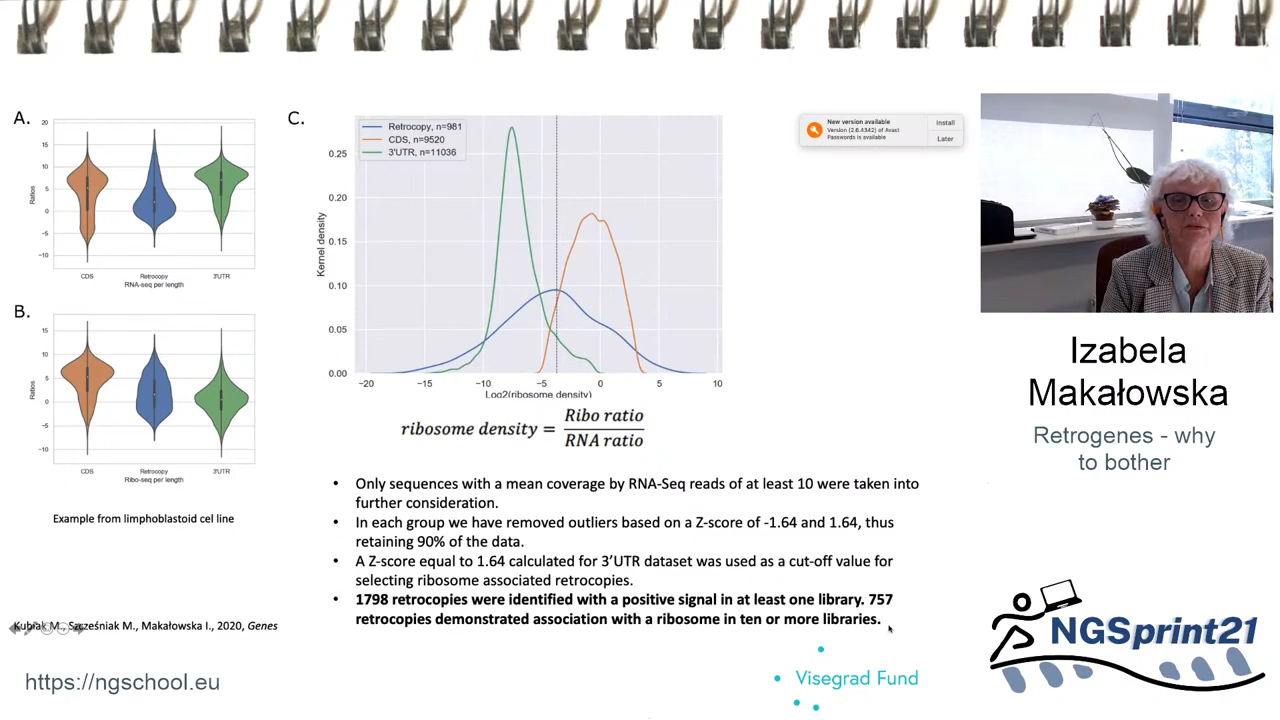 A.
20
15
10
5
0
−5
−10
Ratios
CDS
Retrocopy
3'UTR
RNA-seq per length
B.
15
10
5
0
−5
−10
Ratios
CDS
Retrocopy
3'UTR
Ribo-seq per length
Example from limphoblastoid cel line
C.
Retrocopy, n=981
CDS, n=9520
3'UTR, n=11036
0.25
0.20
0.15
0.10
0.05
0.00
Kernel density
−20 −15 −10 −5 0 5 10
Log2(ribosome density)
ribosome density = Ribo ratio
RNA ratio
• Only sequences with a mean coverage by RNA-Seq reads of at least 10 were taken into
further consideration.
• In each group we have removed outliers based on a Z-score of -1.64 and 1.64, thus
retaining 90% of the data.
• A Z-score equal to 1.64 calculated for 3'UTR dataset was used as a cut-off value for
selecting ribosome associated retrocopies.
• 1798 retrocopies were identified with a positive signal in at least one library. 757
retrocopies demonstrated association with a ribosome in ten or more libraries.
Kubiak M., Szcześniak M., Makałowska I., 2020, Genes
https://ngschool.eu
Visegrad Fund
New version available
Version (2.6.4342) of Avast
Passwords is available
Install
Later
Izabela
Makałowska
Retrogenes - why
to bother
NGSprint21